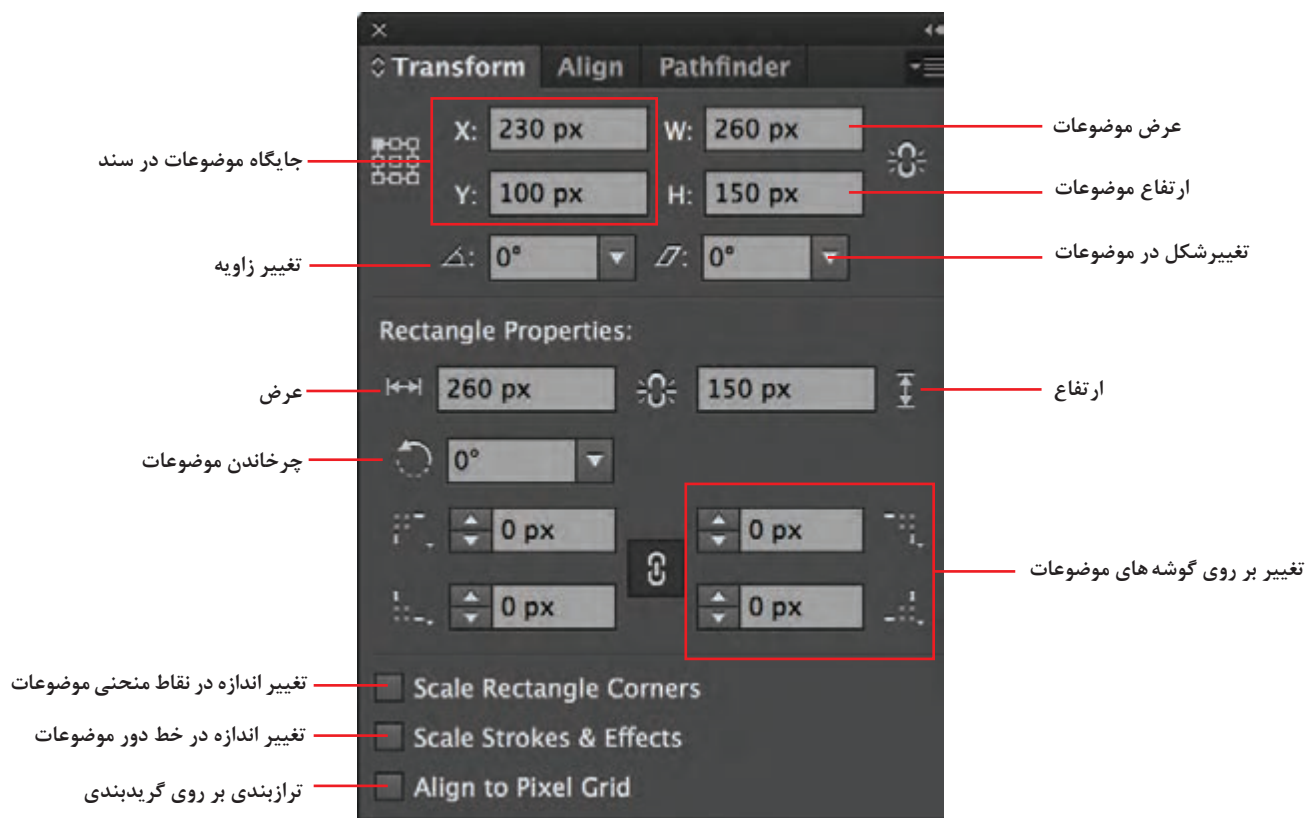 Transform Align Pathfinder
X: 230 px W: 260 px
عرض موضوعات
جایگاه موضوعات در سند
Y: 100 px H: 150 px
ارتفاع موضوعات
0° 0°
تغییرشکل در موضوعات
تغییر زاویه
Rectangle Properties:
260 px 150 px
عرض
ارتفاع
چرخاندن موضوعات
0°
0 px 0 px
تغییر بر روی گوشه های موضوعات
0 px 0 px
تغییر اندازه در نقاط منحنی موضوعات
Scale Rectangle Corners
تغییر اندازه در خط دور موضوعات
Scale Strokes & Effects
ترازبندی بر روی گریدبندی
Align to Pixel Grid